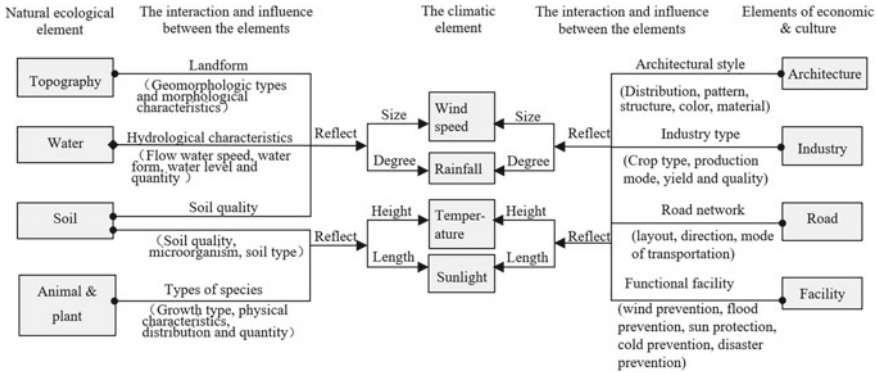 Natural ecological
element
The interaction and influence
between the elements
The climatic
element
The interaction and influence
between the elements
Elements of economic
& culture
Topography
Landform
(Geomorphologic types
and morphological
characteristics)
Water
Hydrological characteristics
(Flow water speed, water
form, water level and
quantity )
Soil
Soil quality
(Soil quality,
microorganism, soil type)
Animal &
plant
Types of species
(Growth type, physical
characteristics,
distribution and quantity)
Reflect
Size
Degree
Reflect
Height
Length
Wind
speed
Rainfall
Temper-
ature
Sunlight
Size
Degree
Reflect
Height
Length
Reflect
Architectural style
(Distribution, pattern,
structure, color, material)
Architecture
Industry type
(Crop type, production
mode, yield and quality)
Industry
Road network
(layout, direction, mode
of transportation)
Road
Functional facility
(wind prevention, flood
prevention, sun protection,
cold prevention, disaster
prevention)
Facility